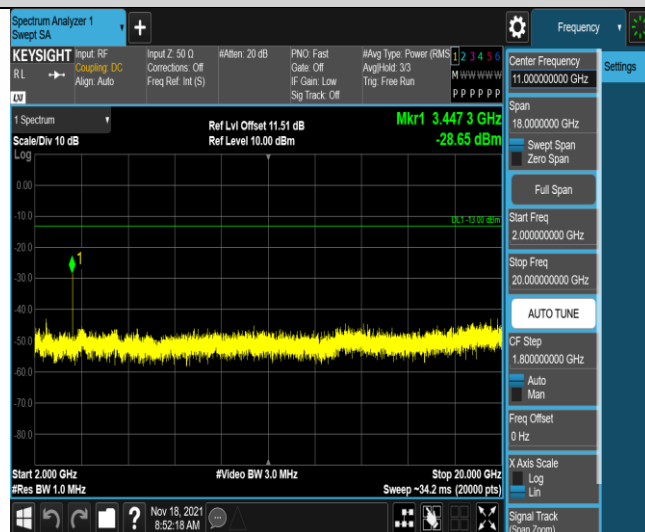 Spectrum Analyzer 1
Swept SA
Frequency
KEYSIGHT
RL
Input: RF
Coupling: DC
Align: Auto
Input Z: 50 Ω
Corrections: Off
Freq Ref: Int (S)
#Atten: 20 dB
PNO: Fast
Gate: Off
IF Gain: Low
Sig Track: Off
#Avg Type: Power (RMS
Avg|Hold: 3/3
Trig: Free Run
1 2 3 4 5 6
M W W W W W
P P P P P P
LXI
1 Spectrum
Scale/Div 10 dB
Log
Ref Lvl Offset 11.51 dB
Ref Level 10.00 dBm
Mkr1 3.447 3 GHz
-28.65 dBm
0.00
-10.0
DL1 -13.00 dBm
-20.0
1
-30.0
-40.0
-50.0
-60.0
-70.0
-80.0
Start 2.000 GHz
#Res BW 1.0 MHz
#Video BW 3.0 MHz
Stop 20.000 GHz
Sweep ~34.2 ms (20000 pts)
Nov 18, 2021
8:52:18 AM
Center Frequency
11.000000000 GHz
Settings
Span
18.0000000 GHz
Swept Span
Zero Span
Full Span
Start Freq
2.000000000 GHz
Stop Freq
20.000000000 GHz
AUTO TUNE
CF Step
1.800000000 GHz
Auto
Man
Freq Offset
0 Hz
X Axis Scale
Log
Lin
Signal Track
(Span Zoom)